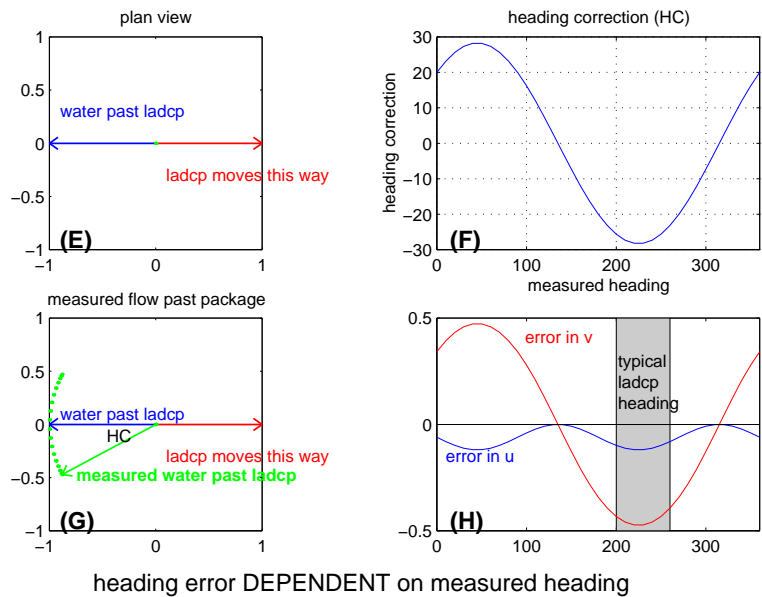 plan view
1
0.5
0
−0.5
−1
−1
0
1
water past ladcp
ladcp moves this way
(E)
heading correction (HC)
heading correction
30
20
10
0
−10
−20
−30
0
100
200
300
measured heading
(F)
measured flow past package
1
0.5
0
−0.5
−1
−1
0
1
water past ladcp
HC
ladcp moves this way
measured water past ladcp
(G)
0.5
0
−0.5
0
100
200
300
error in v
typical
ladcp
heading
error in u
(H)
heading error DEPENDENT on measured heading